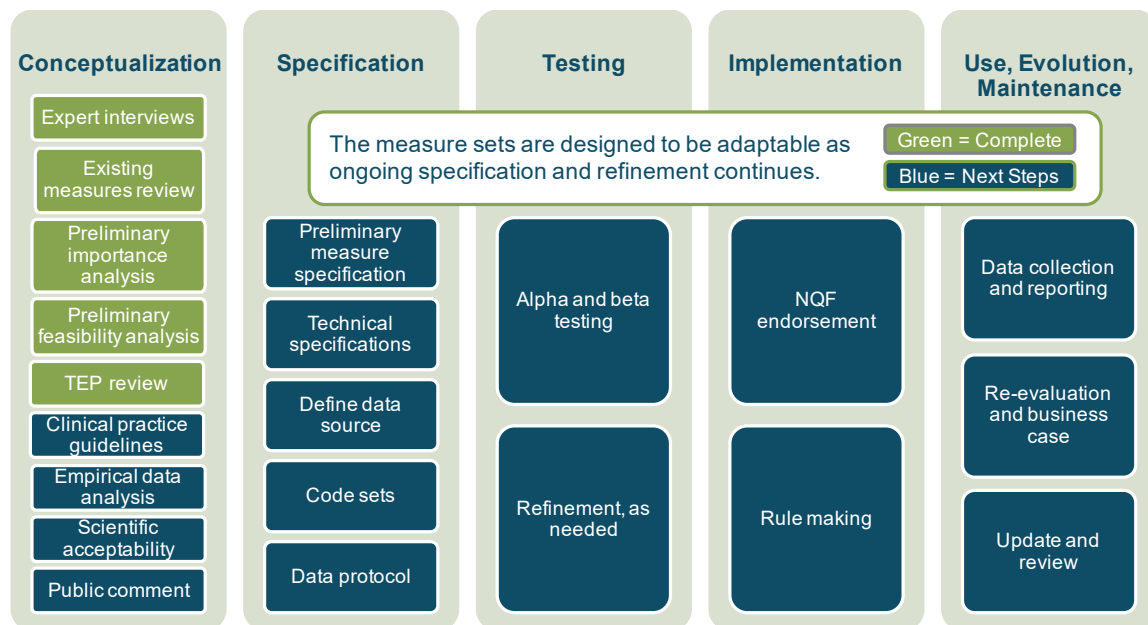 Conceptualization
Expert interviews
Existing
measures review
Preliminary
importance
analysis
Preliminary
feasibility analysis
TEP review
Clinical practice
guidelines
Empirical data
analysis
Scientific
acceptability
Public comment
Specification
Preliminary
measure
specification
Technical
specifications
Define data
source
Code sets
Data protocol
Testing
Alpha and beta
testing
Refinement, as
needed
Implementation
NQF
endorsement
Rule making
Use, Evolution,
Maintenance
Data collection
and reporting
Re-evaluation
and business
case
Update and
review
The measure sets are designed to be adaptable as
ongoing specification and refinement continues.
Green = Complete
Blue = Next Steps